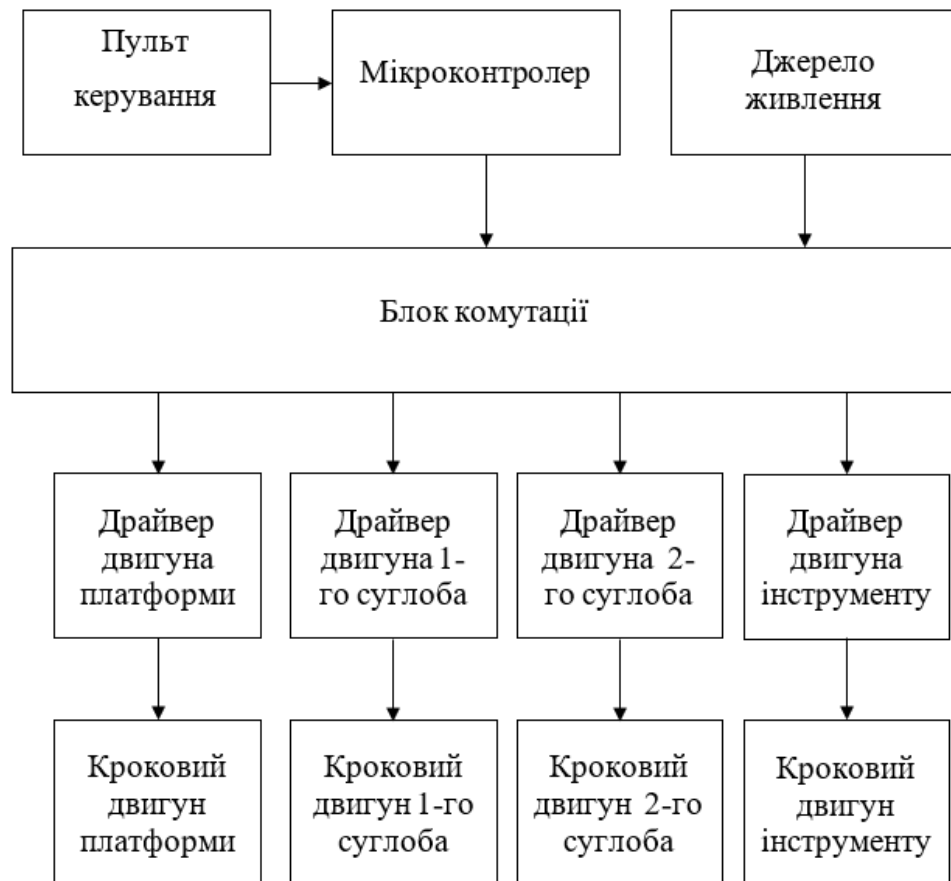 Пульт
керування
Мікроконтролер
Джерело
живлення
Блок комутації
Драйвер
двигуна
платформи
Драйвер
двигуна 1-
го суглоба
Драйвер
двигуна 2-
го суглоба
Драйвер
двигуна
інструменту
Кроковий
двигун
платформи
Кроковий
двигун 1-го
суглоба
Кроковий
двигун 2-го
суглоба
Кроковий
двигун
інструменту